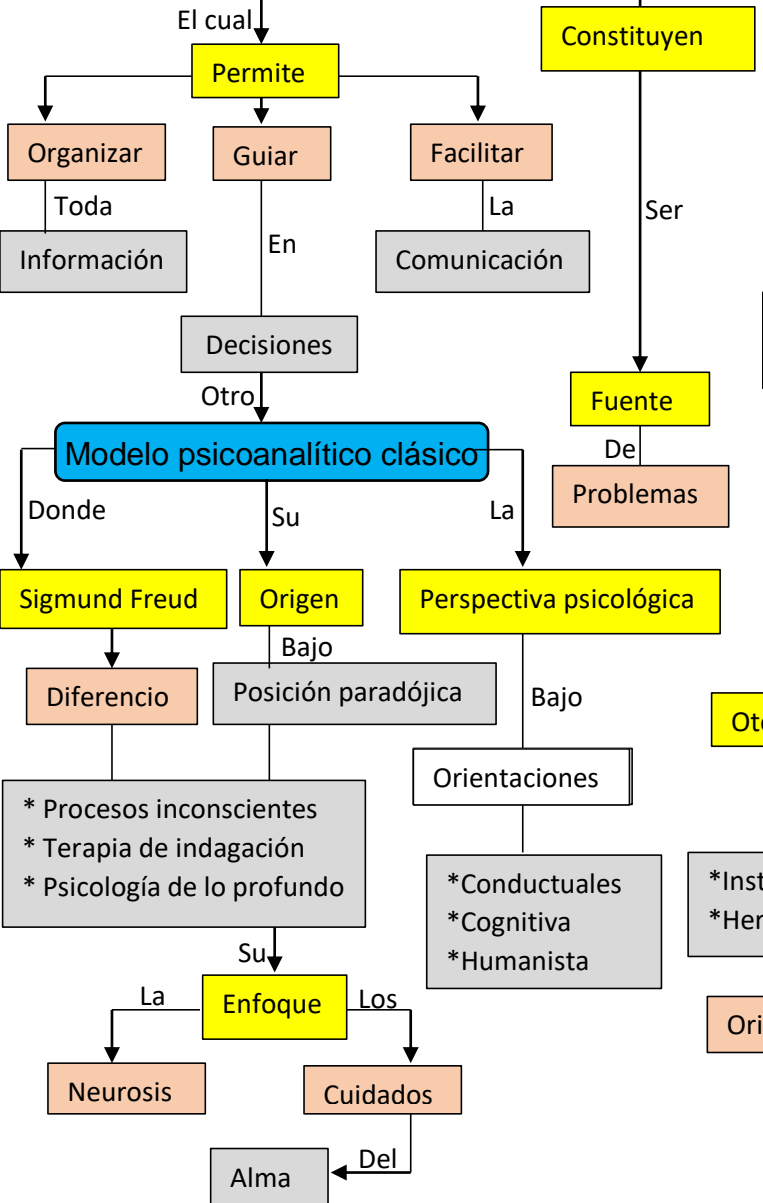 El cual
Permite
Constituyen
Organizar
Guiar
Facilitar
Toda
La
Ser
Información
En
Comunicación
Decisiones
Otro
Fuente
De
Modelo psicoanalítico clásico
Problemas
Donde
Su
La
Sigmund Freud
Origen
Perspectiva psicológica
Bajo
Diferencio
Posición paradójica
Bajo
Orientaciones
* Procesos inconscientes
* Terapia de indagación
* Psicología de lo profundo
*Conductuales
*Cognitiva
*Humanista
Su
La
Enfoque
Los
Neurosis
Cuidados
Del
Alma